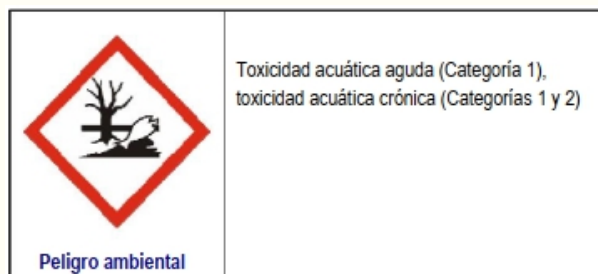 Toxicidad acuática aguda (Categoría 1),
toxicidad acuática crónica (Categorías 1 y 2)
Peligro ambiental